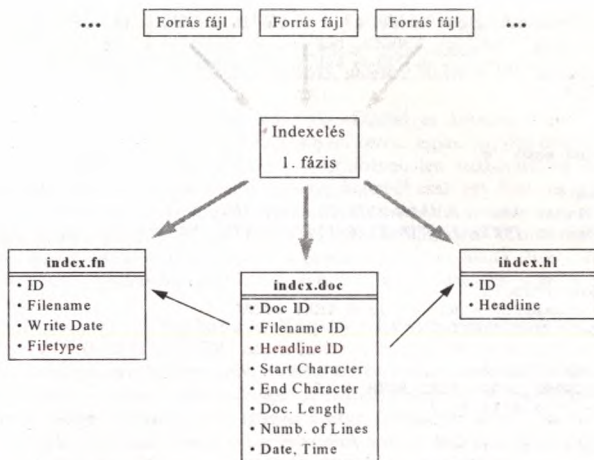 ... Forrás fájl Forrás fájl Forrás fájl ...
Indexelés
1. fázis
index.fn
• ID
• Filename
• Write Date
• Filetype
index.doc
• Doc ID
• Filename ID
• Headline ID
• Start Character
• End Character
• Doc. Length
• Numb. of Lines
• Date, Time
index.hl
• ID
• Headline